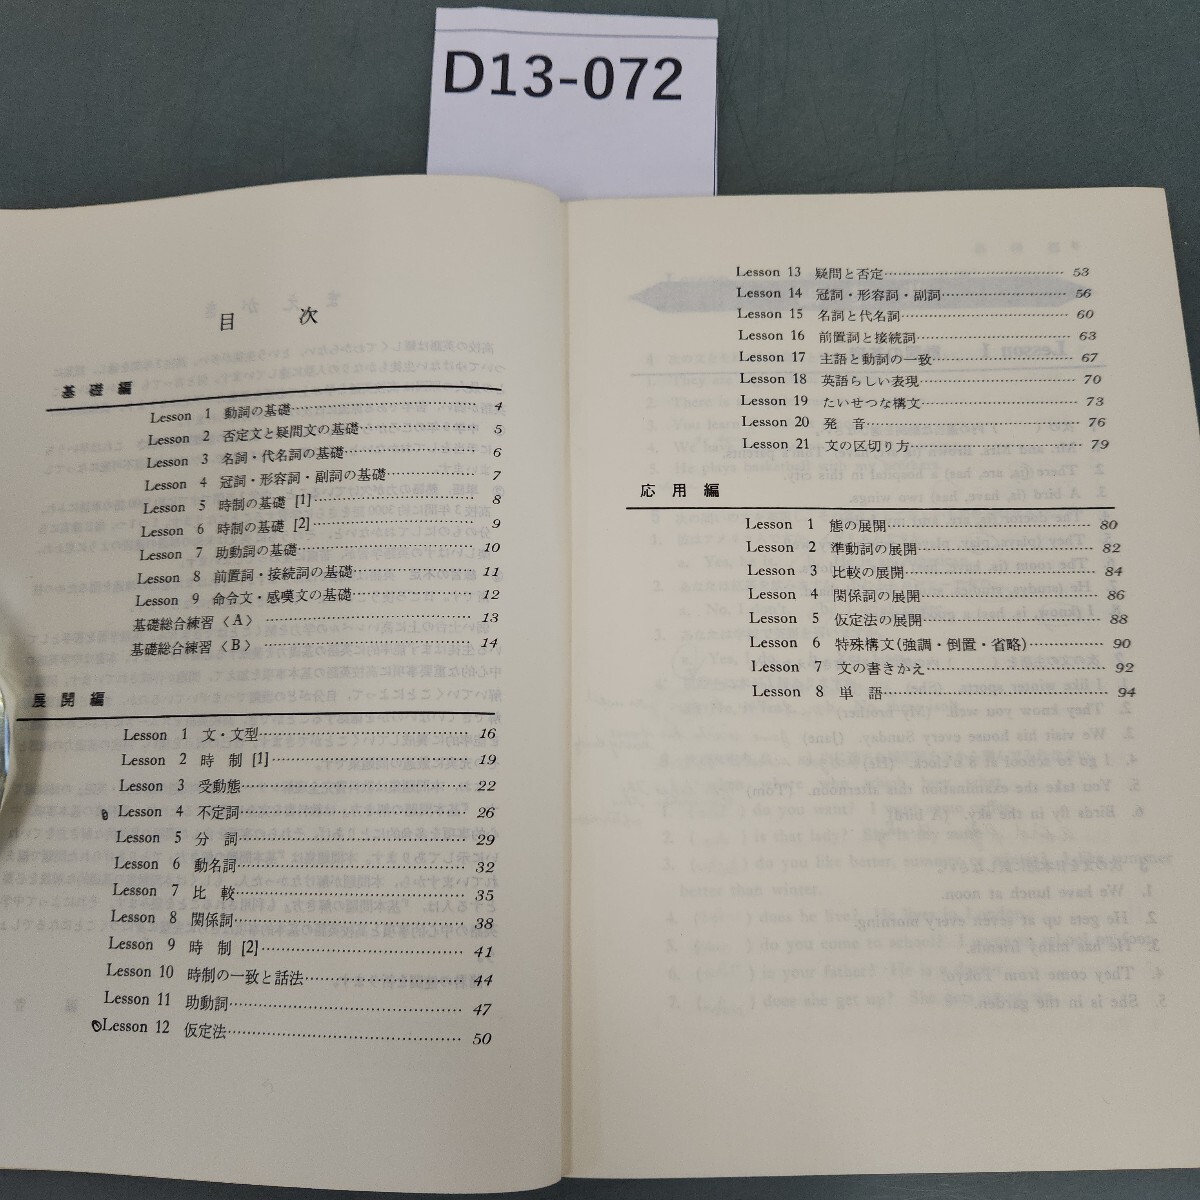 D13-072
目 次
基礎編
Lesson 1 動詞の基礎 4
Lesson 2 否定文と疑問文の基礎 5
Lesson 3 名詞・代名詞の基礎 6
Lesson 4 冠詞・形容詞・副詞の基礎 7
Lesson 5 時制の基礎 [1] 8
Lesson 6 時制の基礎 [2] 9
Lesson 7 助動詞の基礎 10
Lesson 8 前置詞・接続詞の基礎 11
Lesson 9 命令文・感嘆文の基礎 12
基礎総合練習〈A〉 13
基礎総合練習〈B〉 14
展開編
Lesson 1 文・文型 16
Lesson 2 時 制 [1] 19
Lesson 3 受動態 22
Lesson 4 不定詞 26
Lesson 5 分 詞 29
Lesson 6 動名詞 32
Lesson 7 比 較 35
Lesson 8 関係詞 38
Lesson 9 時 制 [2] 41
Lesson 10 時制の一致と話法 44
Lesson 11 助動詞 47
Lesson 12 仮定法 50
Lesson 13 疑問と否定 53
Lesson 14 冠詞・形容詞・副詞 56
Lesson 15 名詞と代名詞 60
Lesson 16 前置詞と接続詞 63
Lesson 17 主語と動詞の一致 67
Lesson 18 英語らしい表現 70
Lesson 19 たいせつな構文 73
Lesson 20 発 音 76
Lesson 21 文の区切り方 79
応用編
Lesson 1 態の展開 80
Lesson 2 準動詞の展開 82
Lesson 3 比較の展開 84
Lesson 4 関係詞の展開 86
Lesson 5 仮定法の展開 88
Lesson 6 特殊構文(強調・倒置・省略) 90
Lesson 7 文の書きかえ 92
Lesson 8 単 語 94